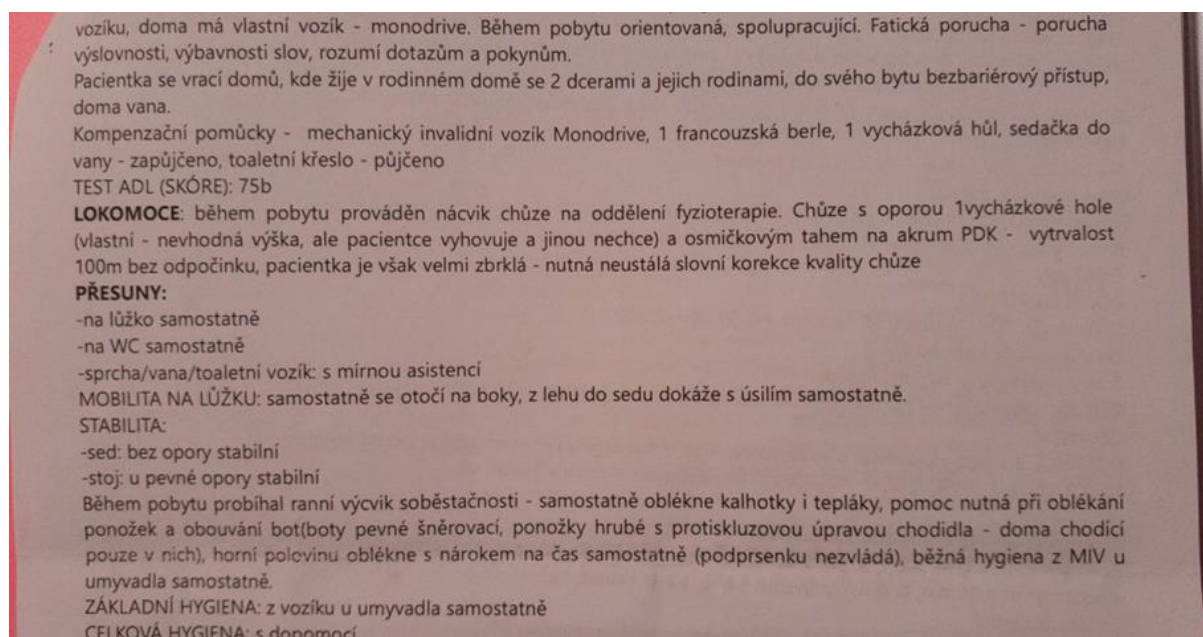 vozíku, doma má vlastní vozík - monodrive. Během pobytu orientovaná, spolupracující. Fatická porucha - porucha
výslovnosti, výbavnosti slov, rozumí dotazům a pokynům.
Pacientka se vrací domů, kde žije v rodinném domě se 2 dcerami a jejich rodinami, do svého bytu bezbariérový přístup,
doma vana.
Kompenzační pomůcky - mechanický invalidní vozík Monodrive, 1 francouzská berle, 1 vycházková hůl, sedačka do
vany - zapůjčeno, toaletní křeslo - půjčeno
TEST ADL (SKÓRE): 75b
LOKOMOCE: během pobytu prováděn nácvik chůze na oddělení fyzioterapie. Chůze s oporou 1vycházkové hole
(vlastní - nevhodná výška, ale pacientce vyhovuje a jinou nechce) a osmičkovým tahem na akrum PDK - vytrvalost
100m bez odpočinku, pacientka je však velmi zbrklá - nutná neustálá slovní korekce kvality chůze
PŘESUNY:
-na lůžko samostatně
-na WC samostatně
-sprcha/vana/toaletní vozík: s mírnou asistencí
MOBILITA NA LŮŽKU: samostatně se otočí na boky, z lehu do sedu dokáže s úsilím samostatně.
STABILITA:
-sed: bez opory stabilní
-stoj: u pevné opory stabilní
Během pobytu probíhal ranní výcvik soběstačnosti - samostatně oblékne kalhotky i tepláky, pomoc nutná při oblékání
ponožek a obouvání bot(boty pevné šněrovací, ponožky hrubé s protiskluzovou úpravou chodidla - doma chodící
pouze v nich), horní polovinu oblékne s nárokem na čas samostatně (podprsenku nezvládá), běžná hygiena z MIV u
umyvadla samostatně.
ZÁKLADNÍ HYGIENA: z vozíku u umyvadla samostatně
CELKOVÁ HYGIENA: s dopomocí